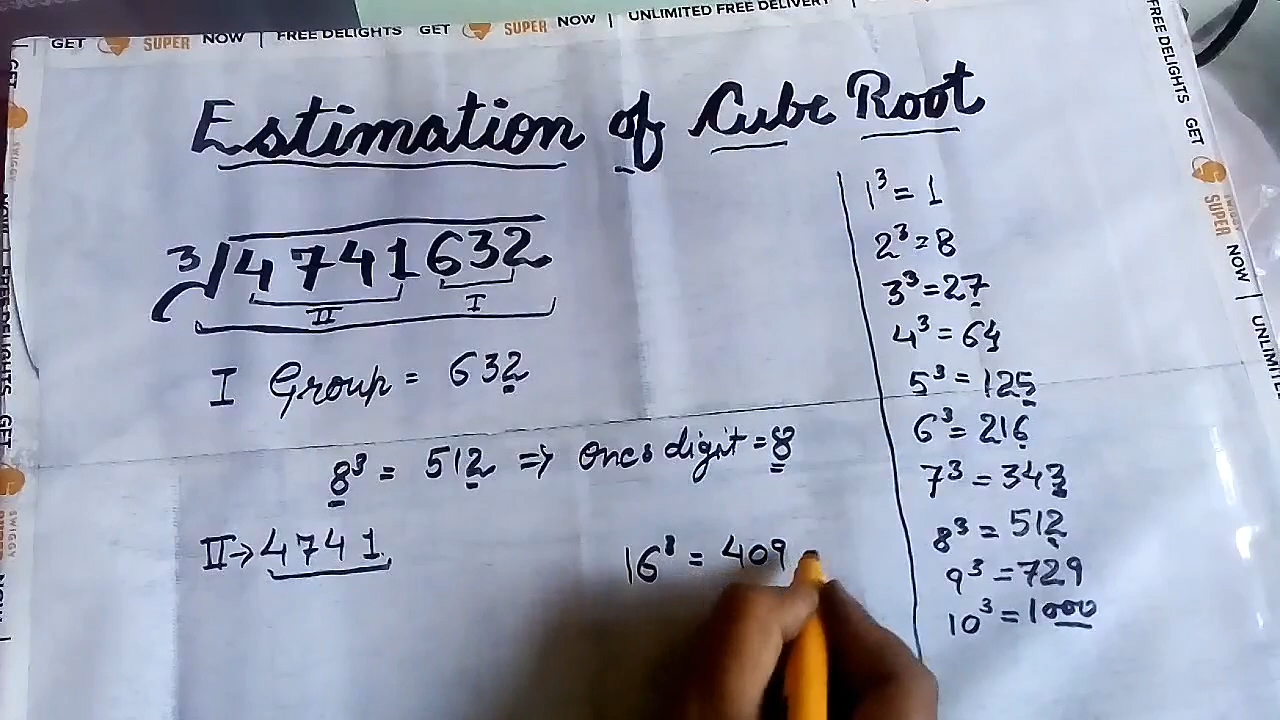 GET SUPER NOW | FREE DELIGHTS GET SUPER NOW | UNLIMITED FREE DELIVERY
FREE DELIGHTS GET SUPER NOW | UNLIMI
Estimation of Cube Root
∛4741632
II I
I Group = 632
8³ = 512 => ones digit = 8
II→4741
16³ = 409
1³ = 1
2³ = 8
3³ = 27
4³ = 64
5³ = 125
6³ = 216
7³ = 343
8³ = 512
9³ = 729
10³ = 1000